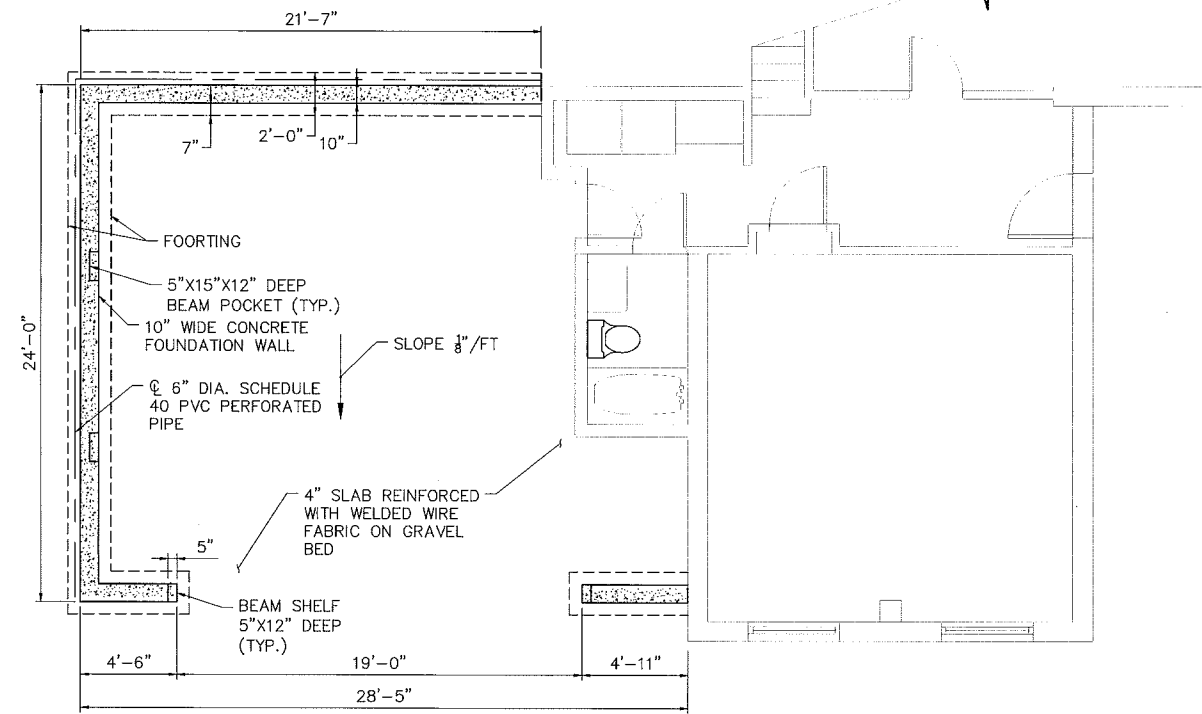 21'-7"
7"
2'-0"
10"
FOORTING
5"X15"X12" DEEP
BEAM POCKET (TYP.)
10" WIDE CONCRETE
FOUNDATION WALL
24'-0"
SLOPE 1/8"/FT
℄ 6" DIA. SCHEDULE
40 PVC PERFORATED
PIPE
4" SLAB REINFORCED
WITH WELDED WIRE
FABRIC ON GRAVEL
BED
5"
BEAM SHELF
5"X12" DEEP
(TYP.)
4'-6"
19'-0"
4'-11"
28'-5"